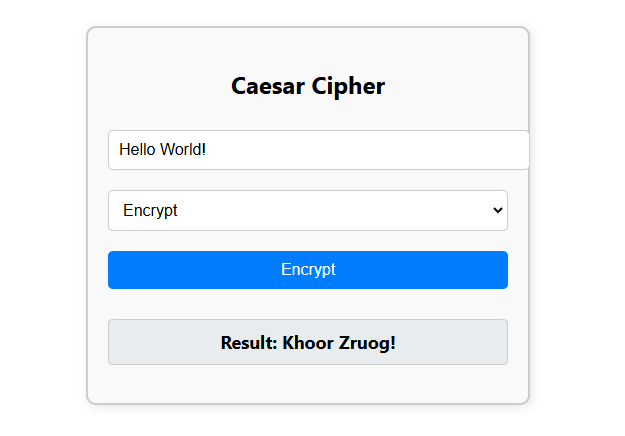 Caesar Cipher
Hello World!
Encrypt
Encrypt
Result: Khoor Zruog!